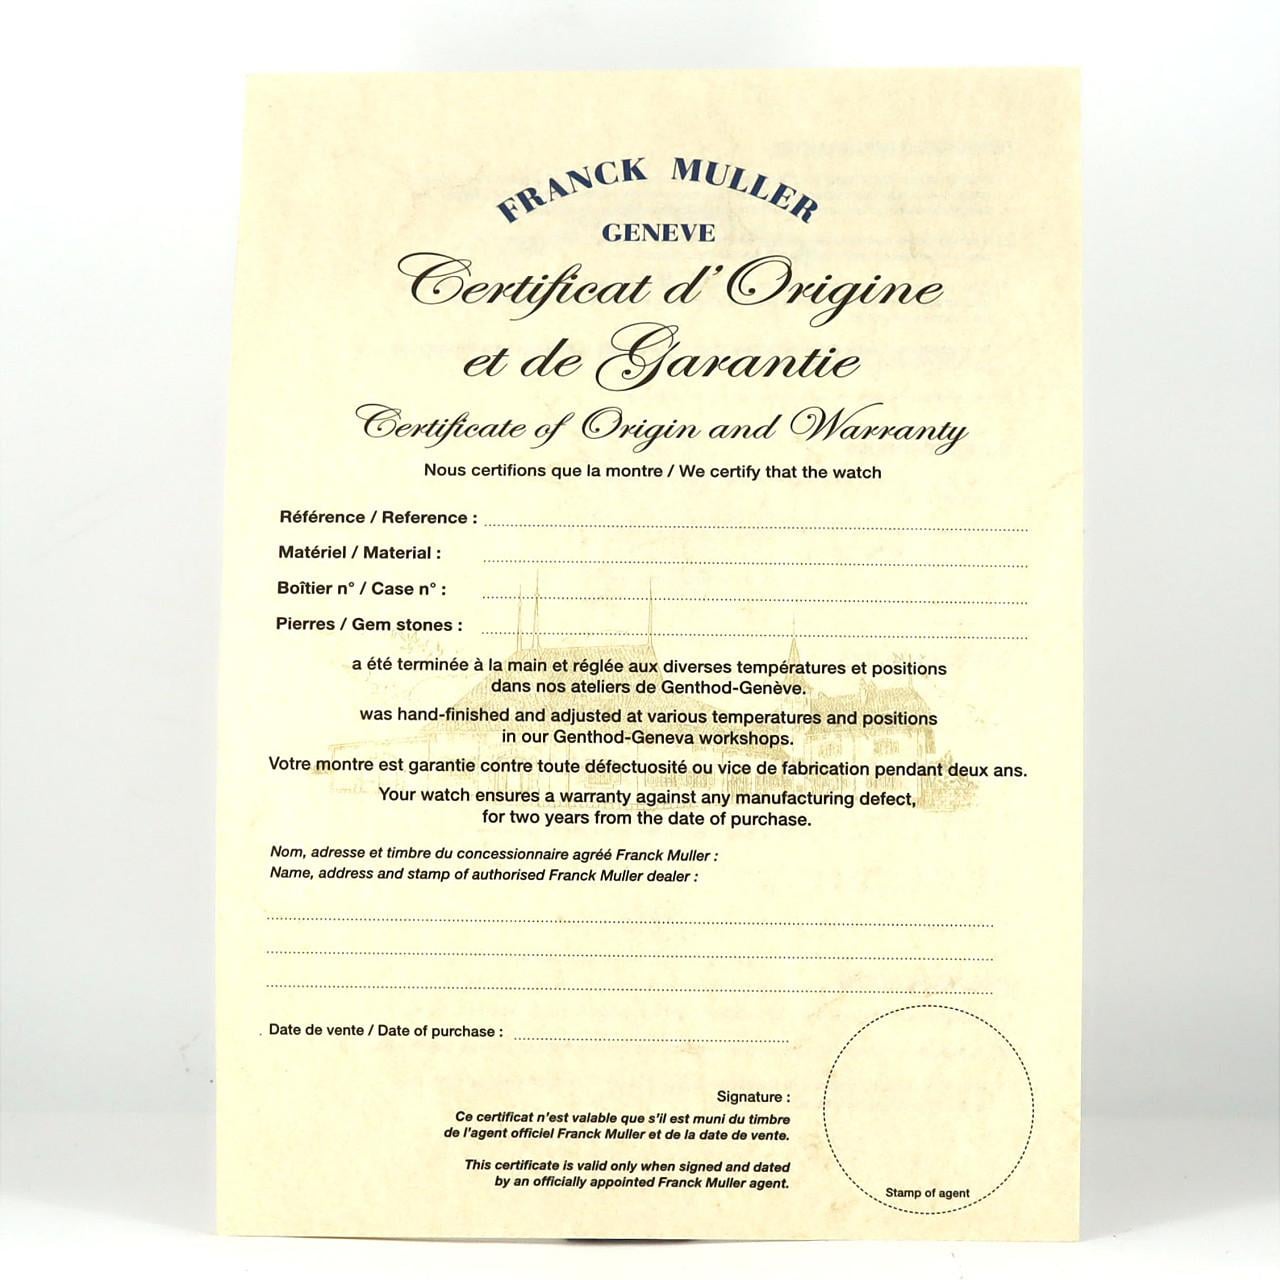 FRANCK MULLER
GENEVE
Certificat d'Origine
et de Garantie
Certificate of Origin and Warranty
Nous certifions que la montre / We certify that the watch
Référence / Reference :
Matériel / Material :
Boîtier n° / Case n° :
Pierres / Gem stones :
a été terminée à la main et réglée aux diverses températures et positions
dans nos ateliers de Genthod-Genève.
was hand-finished and adjusted at various temperatures and positions
in our Genthod-Geneva workshops.
Votre montre est garantie contre toute défectuosité ou vice de fabrication pendant deux ans.
Your watch ensures a warranty against any manufacturing defect,
for two years from the date of purchase.
Nom, adresse et timbre du concessionnaire agréé Franck Muller :
Name, address and stamp of authorised Franck Muller dealer :
Date de vente / Date of purchase :
Signature :
Ce certificat n'est valable que s'il est muni du timbre
de l'agent officiel Franck Muller et de la date de vente.
This certificate is valid only when signed and dated
by an officially appointed Franck Muller agent.
Stamp of agent